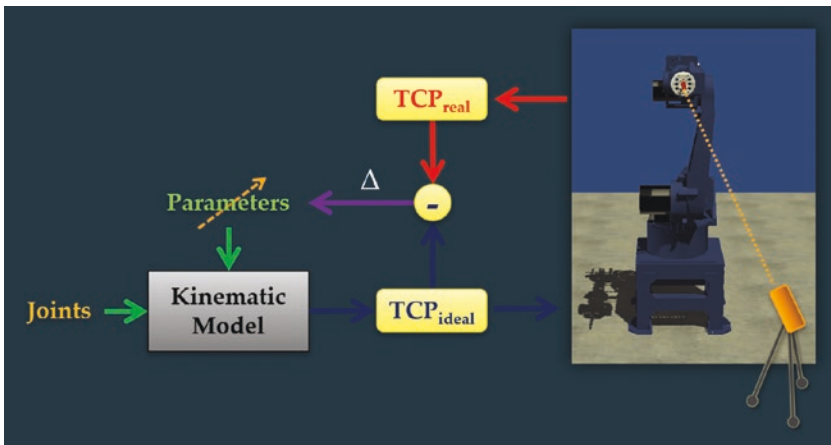 TCPreal
Δ
-
Parameters
Joints
Kinematic
Model
TCPideal